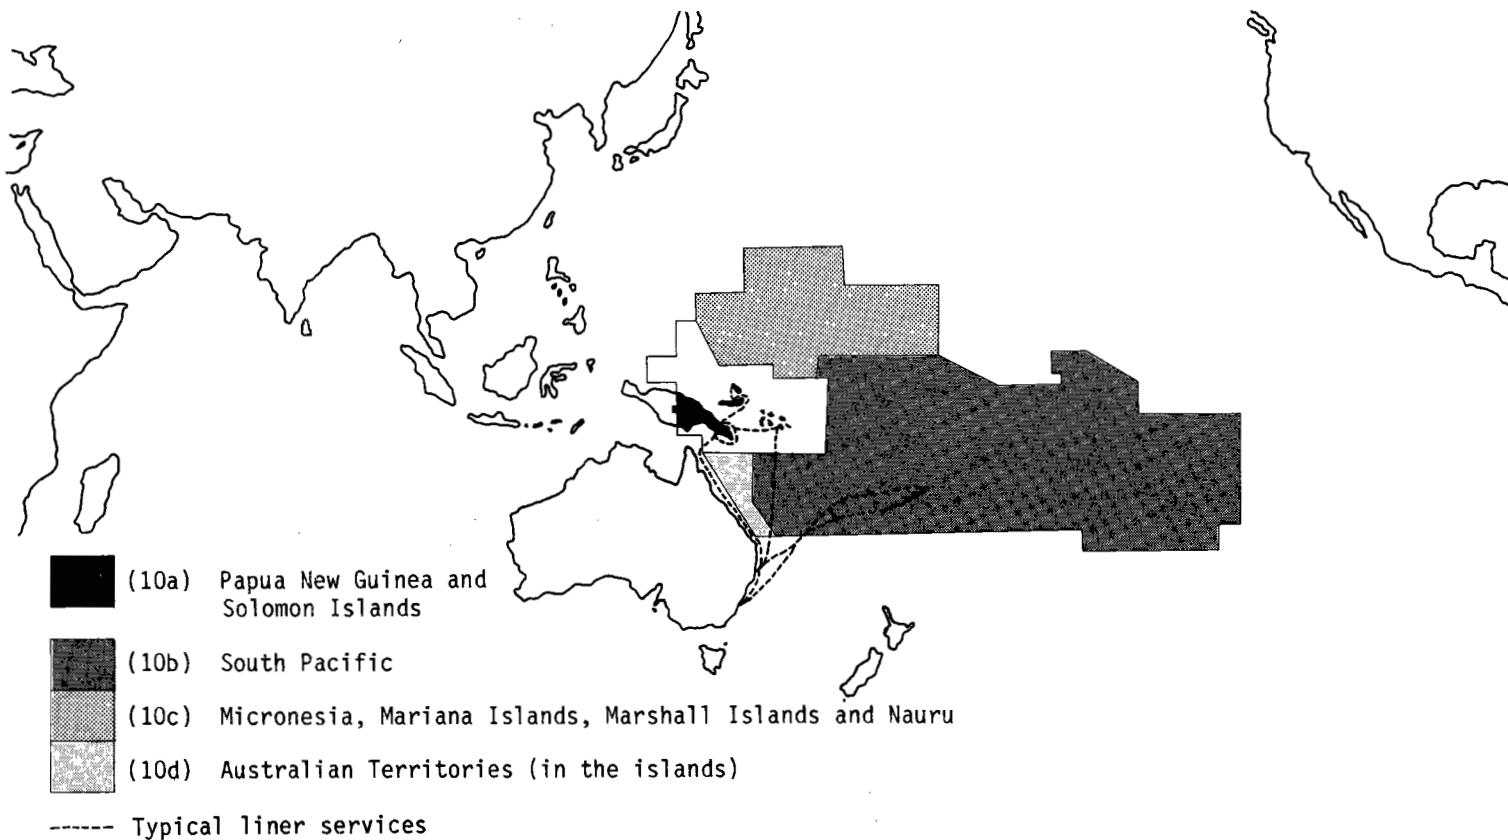 (10a) Papua New Guinea and
Solomon Islands
(10b) South Pacific
(10c) Micronesia, Mariana Islands, Marshall Islands and Nauru
(10d) Australian Territories (in the islands)
Typical liner services